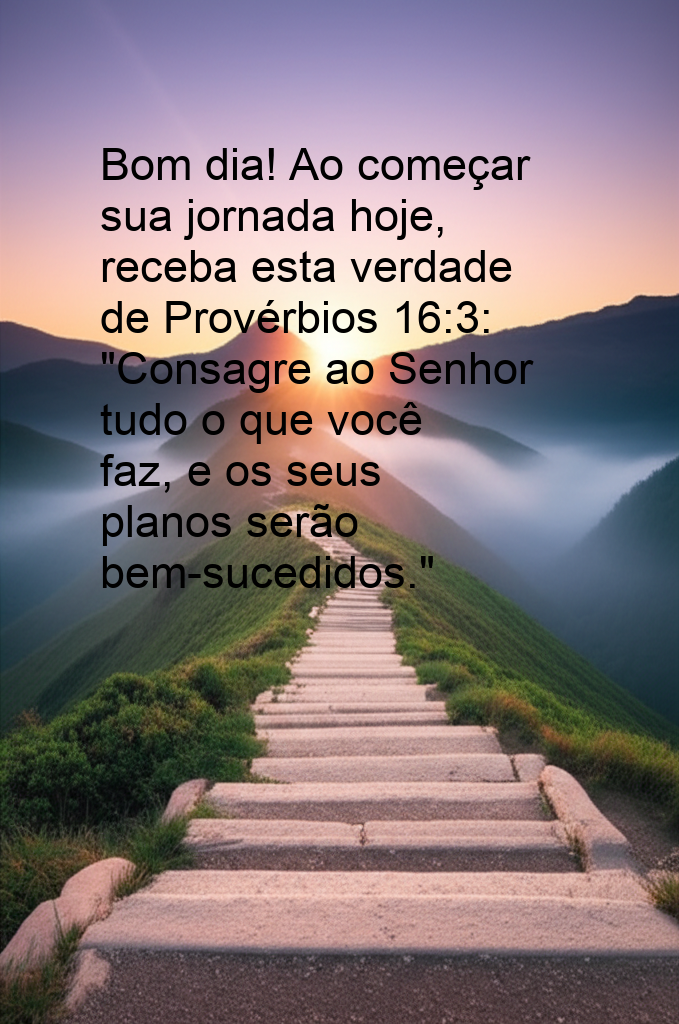 Bom dia! Ao começar
sua jornada hoje,
receba esta verdade
de Provérbios 16:3:
"Consagre ao Senhor
tudo o que você
faz, e os seus
planos serão
bem-sucedidos."